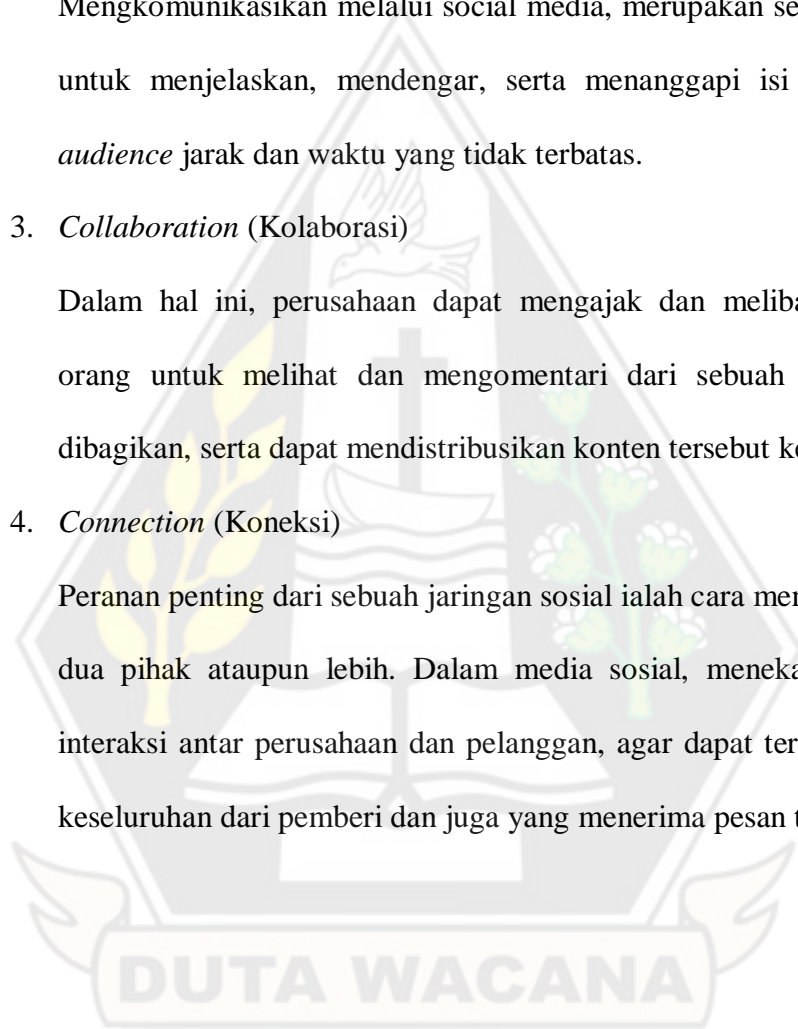 Mengkomunikasikan melalui social media, merupakan se
untuk menjelaskan, mendengar, serta menanggapi isi
audience jarak dan waktu yang tidak terbatas.
3. Collaboration (Kolaborasi)
Dalam hal ini, perusahaan dapat mengajak dan meliba
orang untuk melihat dan mengomentari dari sebuah
dibagikan, serta dapat mendistribusikan konten tersebut ke
4. Connection (Koneksi)
Peranan penting dari sebuah jaringan sosial ialah cara mer
dua pihak ataupun lebih. Dalam media sosial, meneka
interaksi antar perusahaan dan pelanggan, agar dapat ter
keseluruhan dari pemberi dan juga yang menerima pesan t
DUTA WACANA